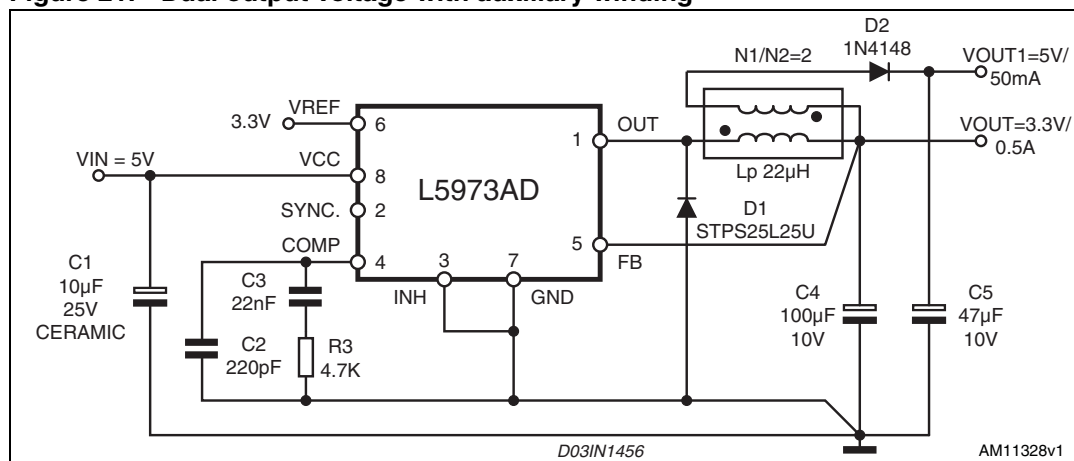 Figure 21. Dual output voltage with auxiliary winding
D2
1N4148
N1/N2=2
VOUT1=5V/
50mA
VREF
3.3V
6
1
OUT
VOUT=3.3V/
0.5A
VIN = 5V
VCC
8
Lp 22µH
L5973AD
SYNC.
2
D1
STPS25L25U
COMP
4
3
7
5
FB
C1
10µF
25V
CERAMIC
C3
22nF
INH
GND
C4
100µF
10V
C5
47µF
10V
C2
220pF
R3
4.7K
D03IN1456
AM11328v1